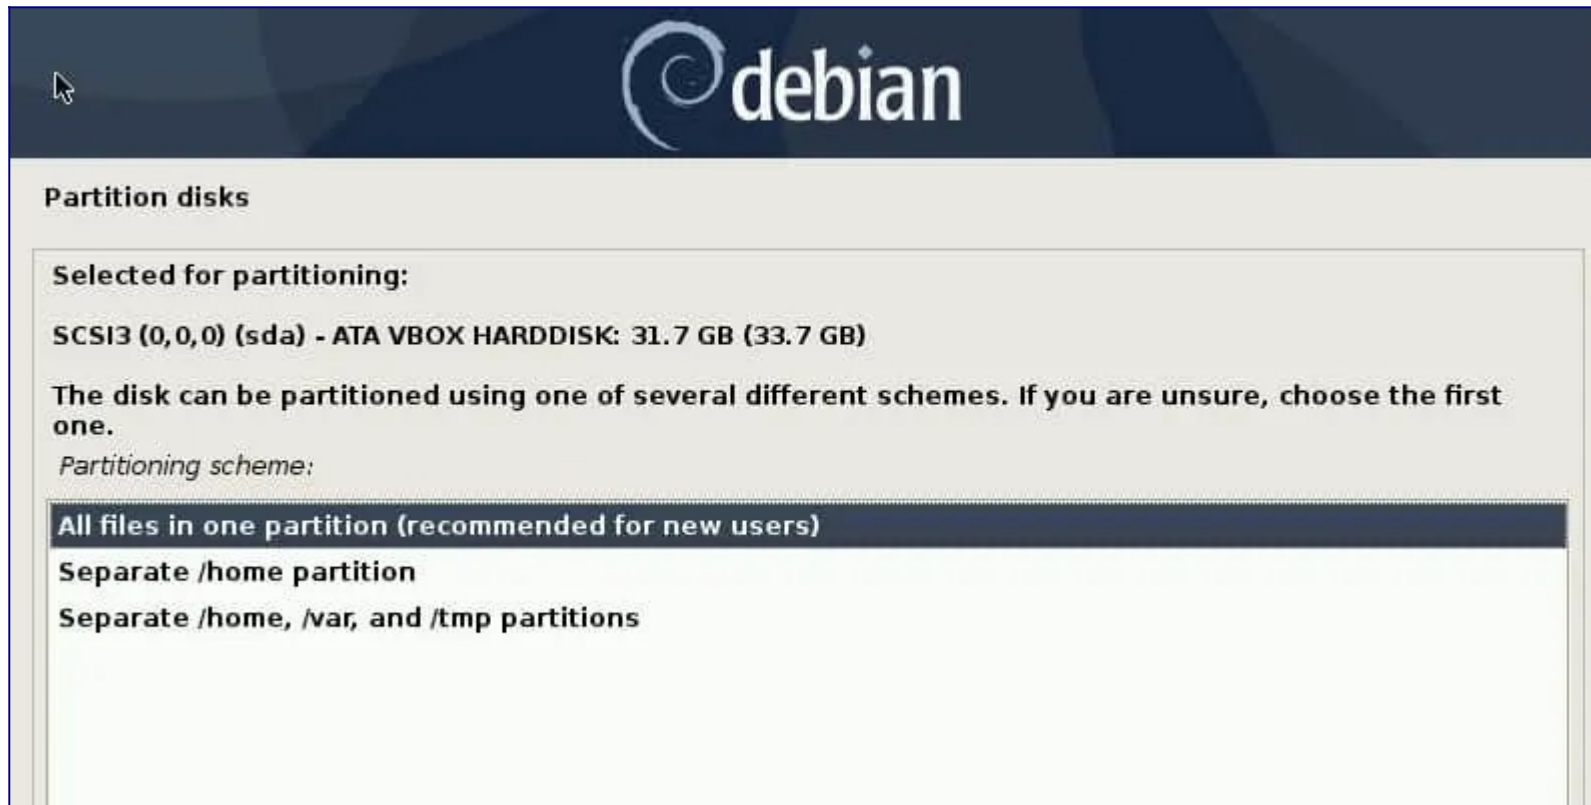 debian
Partition disks
Selected for partitioning:
SCSI3 (0,0,0) (sda) - ATA VBOX HARDDISK: 31.7 GB (33.7 GB)
The disk can be partitioned using one of several different schemes. If you are unsure, choose the first
one.
Partitioning scheme:
All files in one partition (recommended for new users)
Separate /home partition
Separate /home, /var, and /tmp partitions